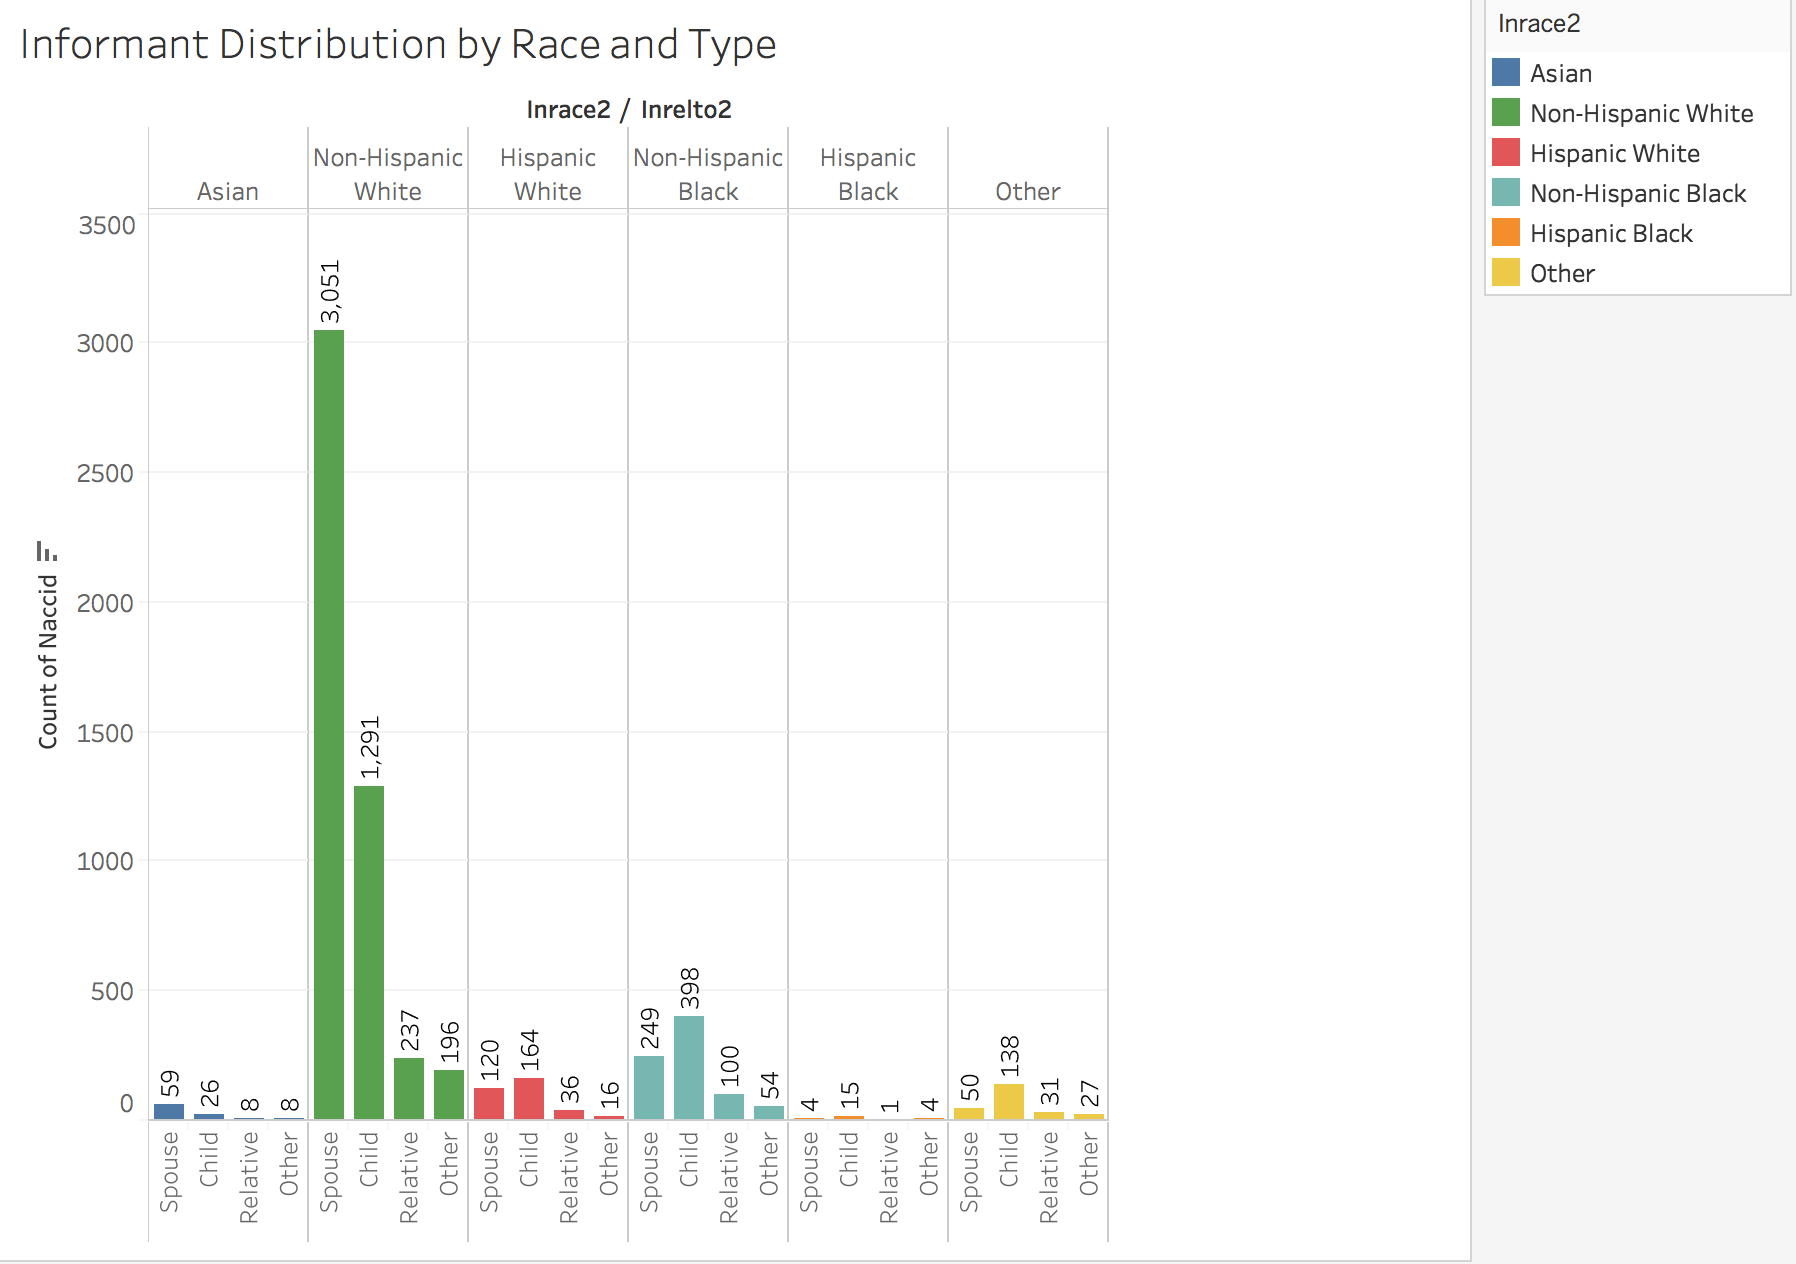 Informant Distribution by Race and Type
Inrace2 / Inrelto2
Asian
Non-Hispanic
White
Hispanic
White
Non-Hispanic
Black
Hispanic
Black
Other
3500
3000
2500
2000
1500
1000
500
0
Count of Naccid
59
26
8
8
3,051
1,291
237
196
120
164
36
16
249
398
100
54
4
15
1
4
50
138
31
27
Spouse
Child
Relative
Other
Spouse
Child
Relative
Other
Spouse
Child
Relative
Other
Spouse
Child
Relative
Other
Spouse
Child
Relative
Other
Spouse
Child
Relative
Other
Inrace2
Asian
Non-Hispanic White
Hispanic White
Non-Hispanic Black
Hispanic Black
Other